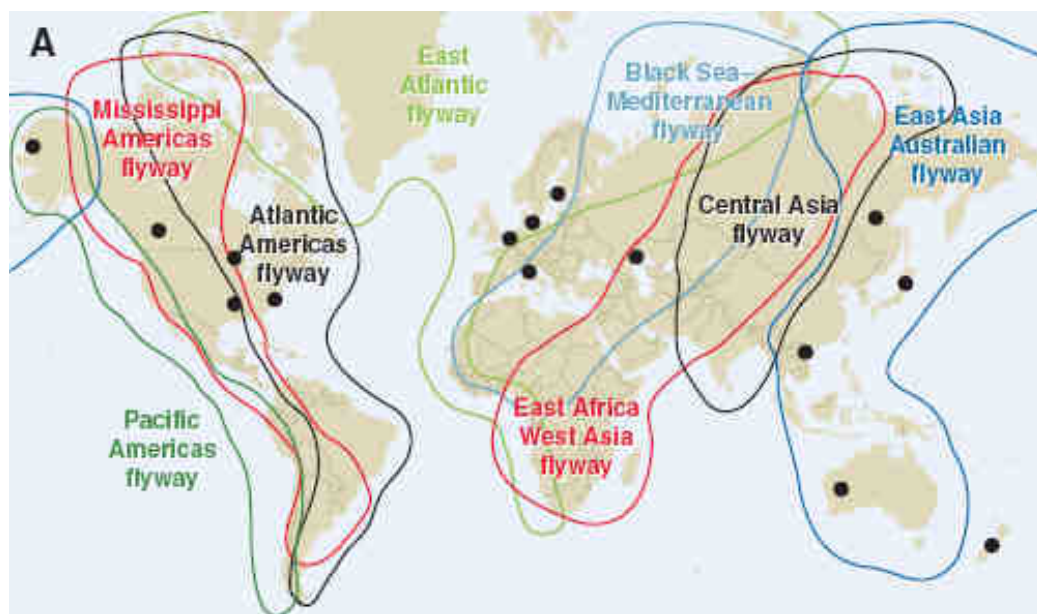 A
East
Atlantic
flyway
Black Sea–
Mediterranean
flyway
Mississippi
Americas
flyway
East Asia
Australian
flyway
Atlantic
Americas
flyway
Central Asia
flyway
Pacific
Americas
flyway
East Africa
West Asia
flyway